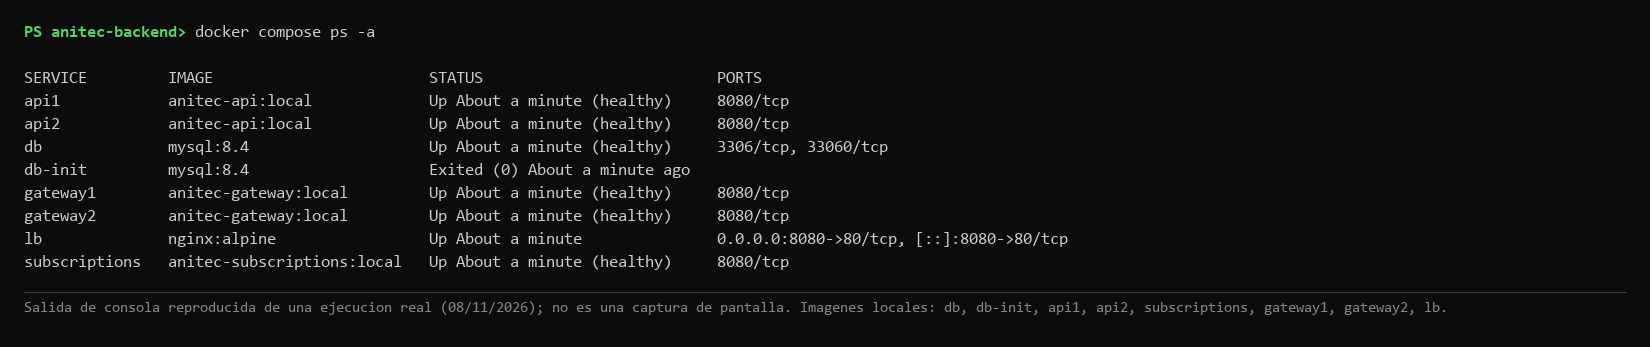 PS anitec-backend> docker compose ps -a
SERVICE         IMAGE                        STATUS                          PORTS
api1            anitec-api:local             Up About a minute (healthy)     8080/tcp
api2            anitec-api:local             Up About a minute (healthy)     8080/tcp
db              mysql:8.4                    Up About a minute (healthy)     3306/tcp, 33060/tcp
db-init         mysql:8.4                    Exited (0) About a minute ago
gateway1        anitec-gateway:local         Up About a minute (healthy)     8080/tcp
gateway2        anitec-gateway:local         Up About a minute (healthy)     8080/tcp
lb              nginx:alpine                 Up About a minute               0.0.0.0:8080->80/tcp, [::]:8080->80/tcp
subscriptions   anitec-subscriptions:local   Up About a minute (healthy)     8080/tcp
Salida de consola reproducida de una ejecucion real (08/11/2026); no es una captura de pantalla. Imagenes locales: db, db-init, api1, api2, subscriptions, gateway1, gateway2, lb.